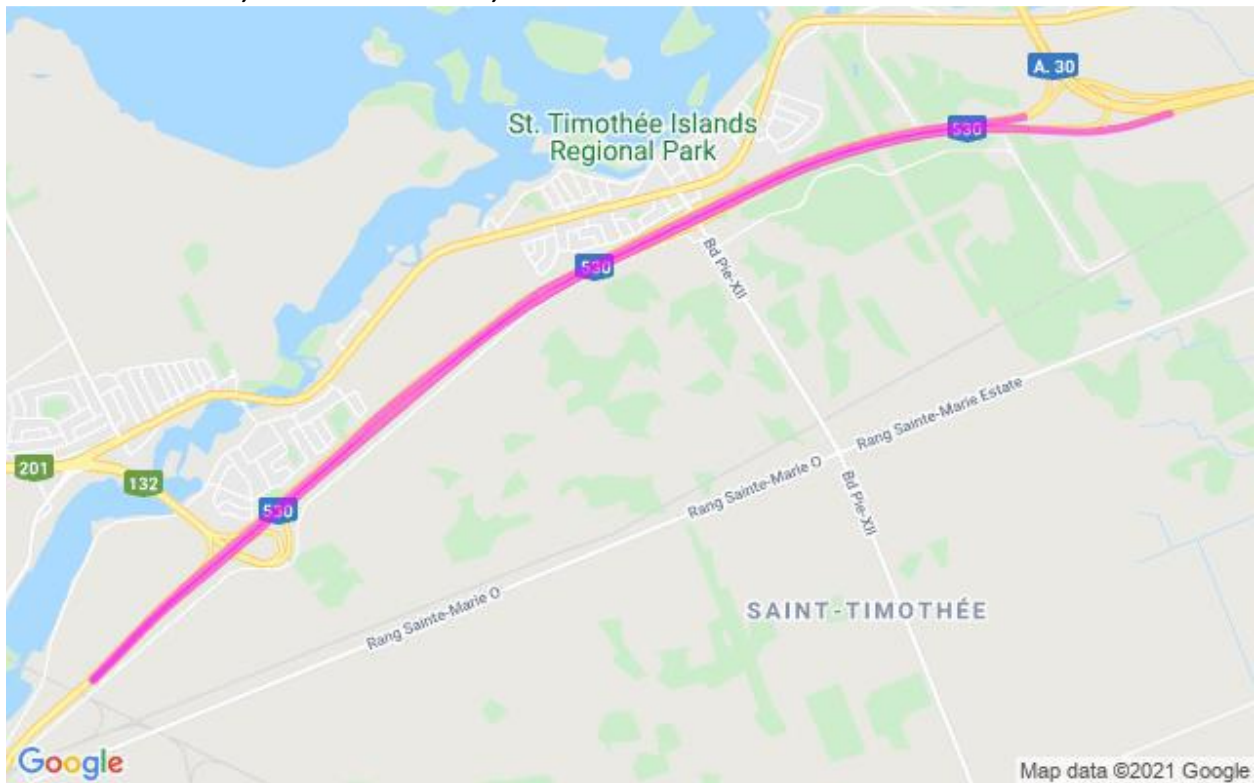 A. 30
St. Timothée Islands
Regional Park
530
Bd Pie-XII
530
Rang Sainte-Marie Estate
201
132
Rang Sainte-Marie O
Bd Pie-XII
530
Rang Sainte-Marie O
SAINT-TIMOTHÉE
Google
Map data ©2021 Google